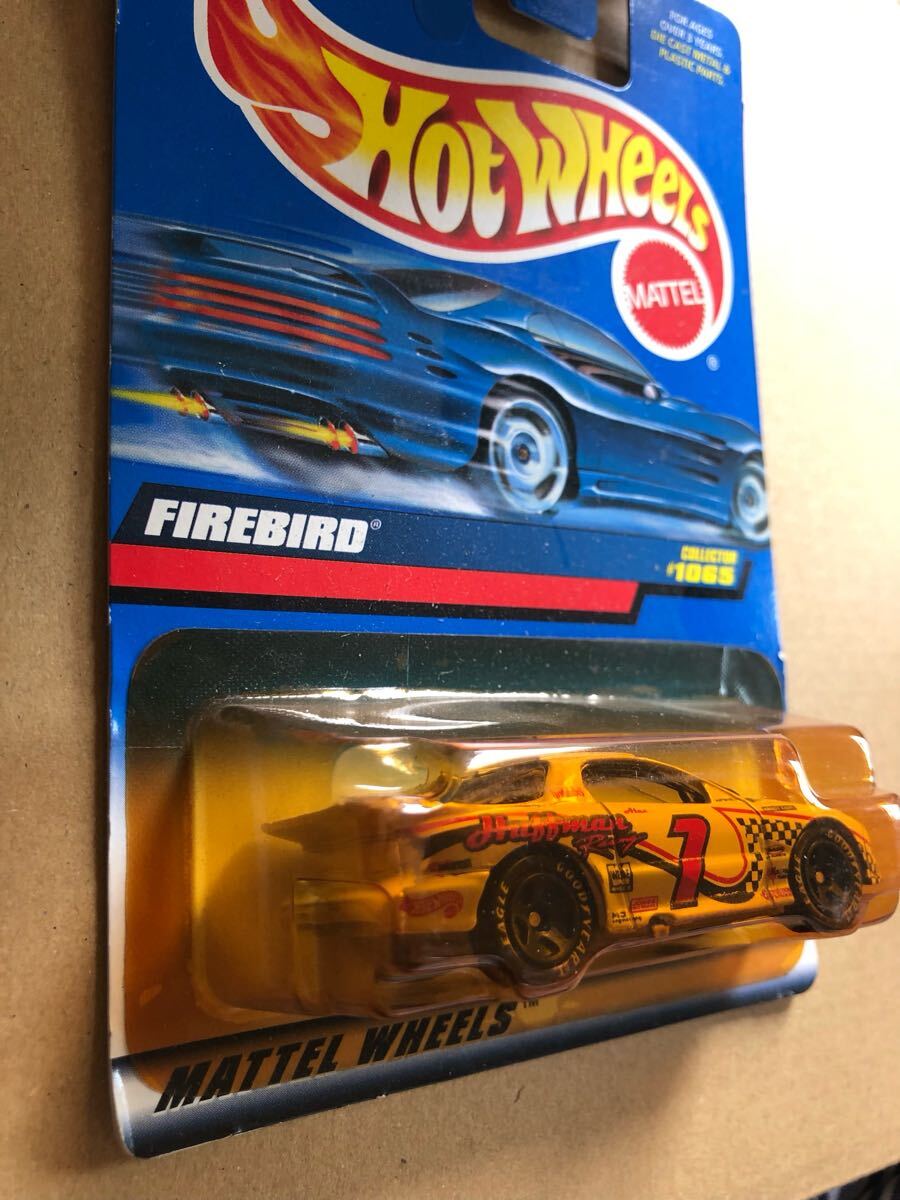 FOR AGES
OVER 3 YEARS.
DIE CAST METAL &
PLASTIC PARTS.
HOT WHEELS
MATTEL
®
FIREBIRD®
COLLECTOR
#1065
Huffman
Racing
1
EAGLE
GOODYEAR
MATTEL WHEELS™